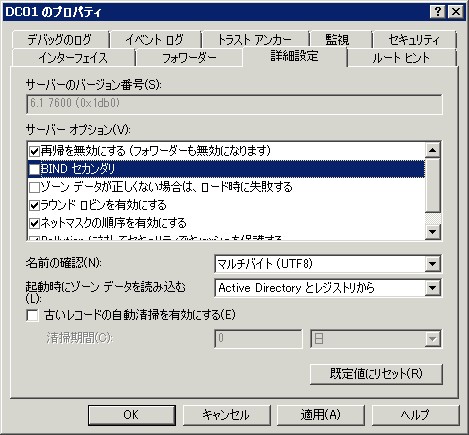 DC01 のプロパティ
デバッグのログ
イベント ログ
トラスト アンカー
監視
セキュリティ
インターフェイス
フォワーダー
詳細設定
ルート ヒント
サーバーのバージョン番号(S):
6.1 7600 (0x1db0)
サーバー オプション(V):
再帰を無効にする (フォワーダーも無効になります)
BIND セカンダリ
ゾーン データが正しくない場合は、ロード時に失敗する
ラウンド ロビンを有効にする
ネットマスクの順序を有効にする
名前の確認(N):
マルチバイト (UTF8)
起動時にゾーン データを読み込む
(L):
Active Directory とレジストリから
古いレコードの自動清掃を有効にする(E)
清掃期間(C):
0
日
既定値にリセット(R)
OK
キャンセル
適用(A)
ヘルプ